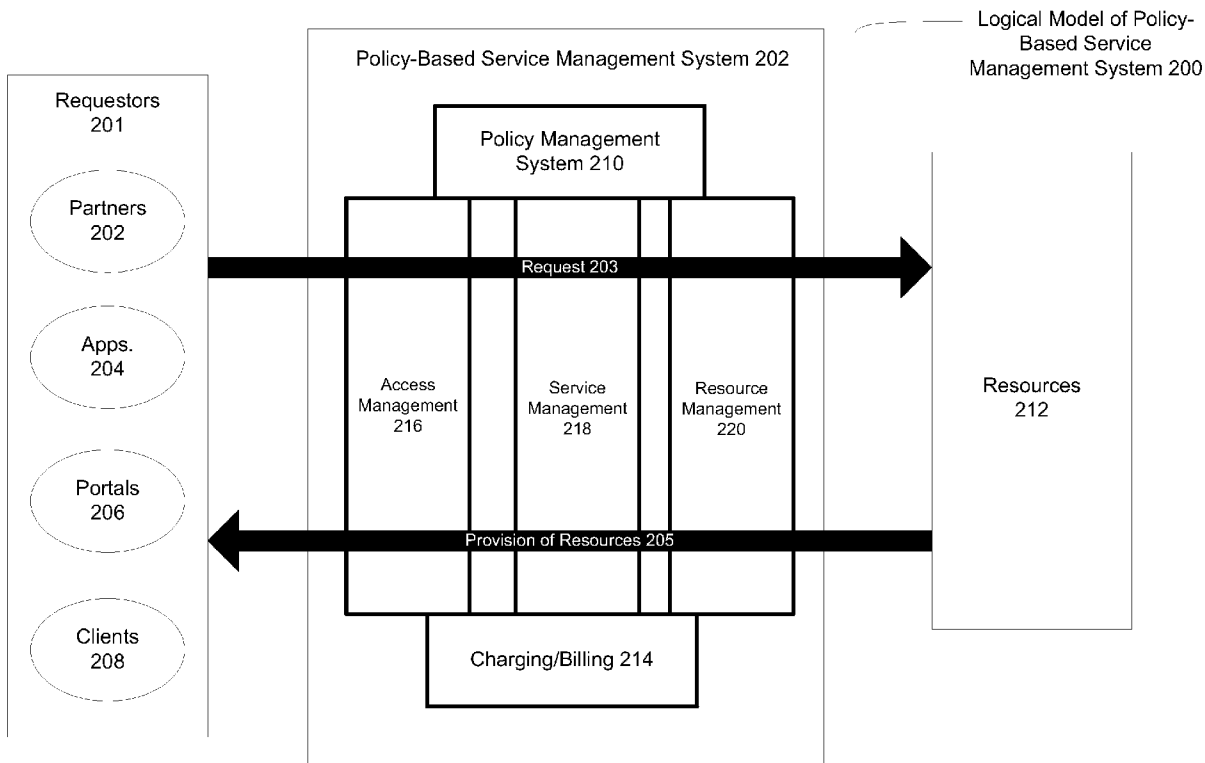 Logical Model of Policy-
Based Service
Management System 200
Policy-Based Service Management System 202
Requestors
201
Policy Management
System 210
Partners
202
Request 203
Apps.
204
Access
Management
216
Service
Management
218
Resource
Management
220
Resources
212
Portals
206
Provision of Resources 205
Clients
208
Charging/Billing 214